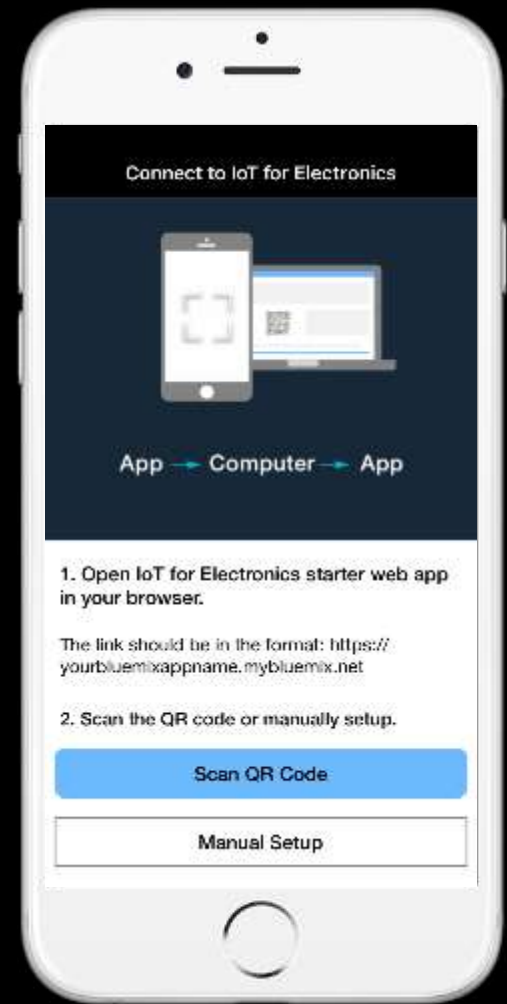 Connect to IoT for Electronics
App → Computer → App
1. Open IoT for Electronics starter web app
in your browser.
The link should be in the format: https://
yourbluemixappname.mybluemix.net
2. Scan the QR code or manually setup.
Scan QR Code
Manual Setup